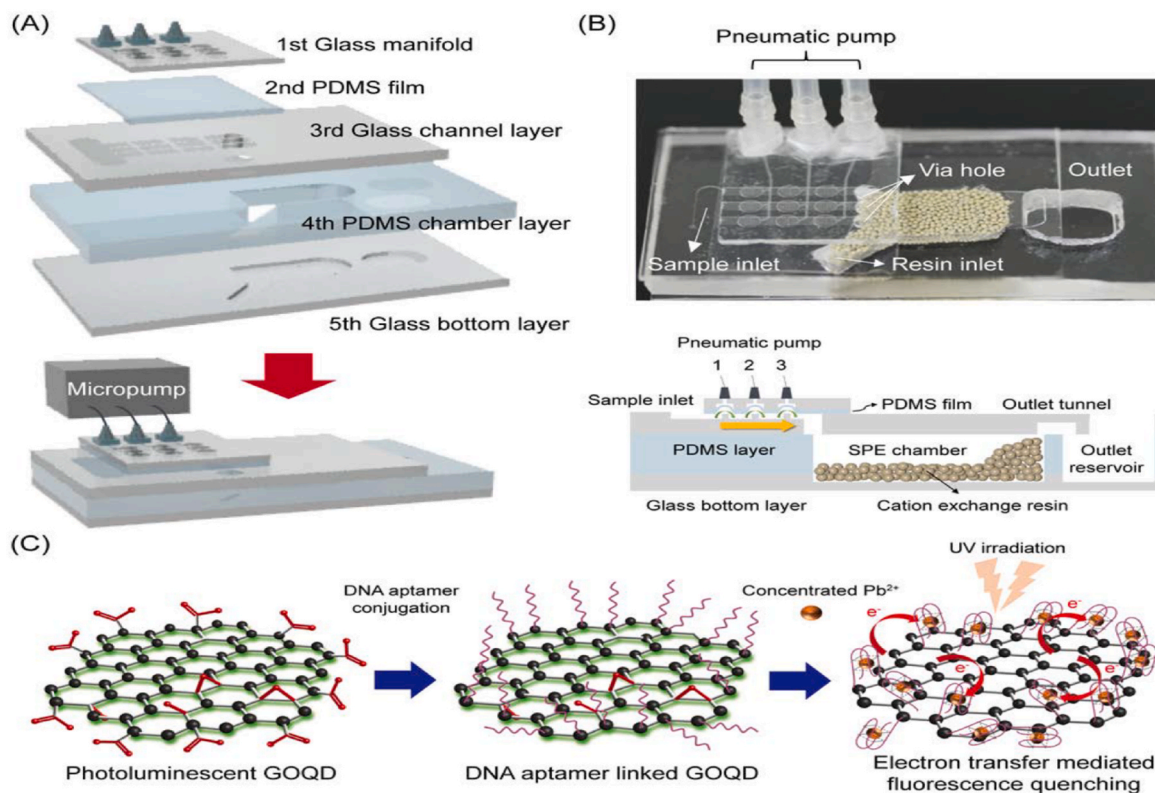 (A)
1st Glass manifold
2nd PDMS film
3rd Glass channel layer
4th PDMS chamber layer
5th Glass bottom layer
Micropump
(B)
Pneumatic pump
Via hole
Outlet
Sample inlet
Resin inlet
Pneumatic pump
1 2 3
Sample inlet
PDMS film
Outlet tunnel
PDMS layer
SPE chamber
Outlet
reservoir
Glass bottom layer
Cation exchange resin
(C)
UV irradiation
DNA aptamer
conjugation
Concentrated Pb²⁺
e⁻
e⁻
e⁻
e⁻
Photoluminescent GOQD
DNA aptamer linked GOQD
Electron transfer mediated
fluorescence quenching